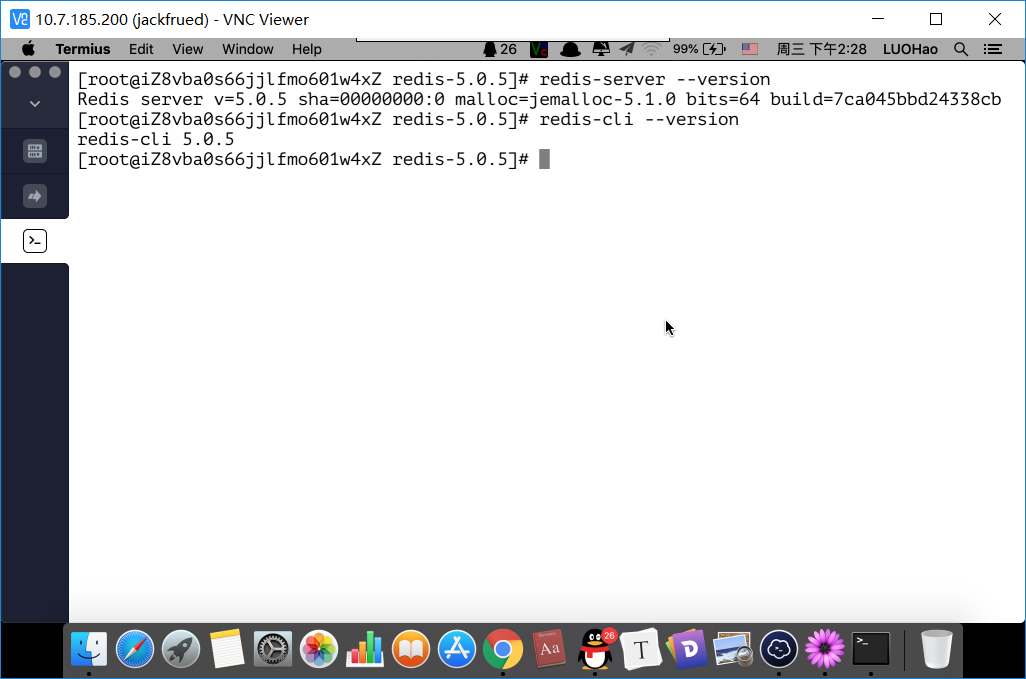 10.7.185.200 (jackfrued) - VNC Viewer
Termius Edit View Window Help 26 99% 周三 下午2:28 LUOHao
[root@iZ8vba0s66jjlfmo601w4xZ redis-5.0.5]# redis-server --version
Redis server v=5.0.5 sha=00000000:0 malloc=jemalloc-5.1.0 bits=64 build=7ca045bbd24338cb
[root@iZ8vba0s66jjlfmo601w4xZ redis-5.0.5]# redis-cli --version
redis-cli 5.0.5
[root@iZ8vba0s66jjlfmo601w4xZ redis-5.0.5]#
26
Aa
T
D